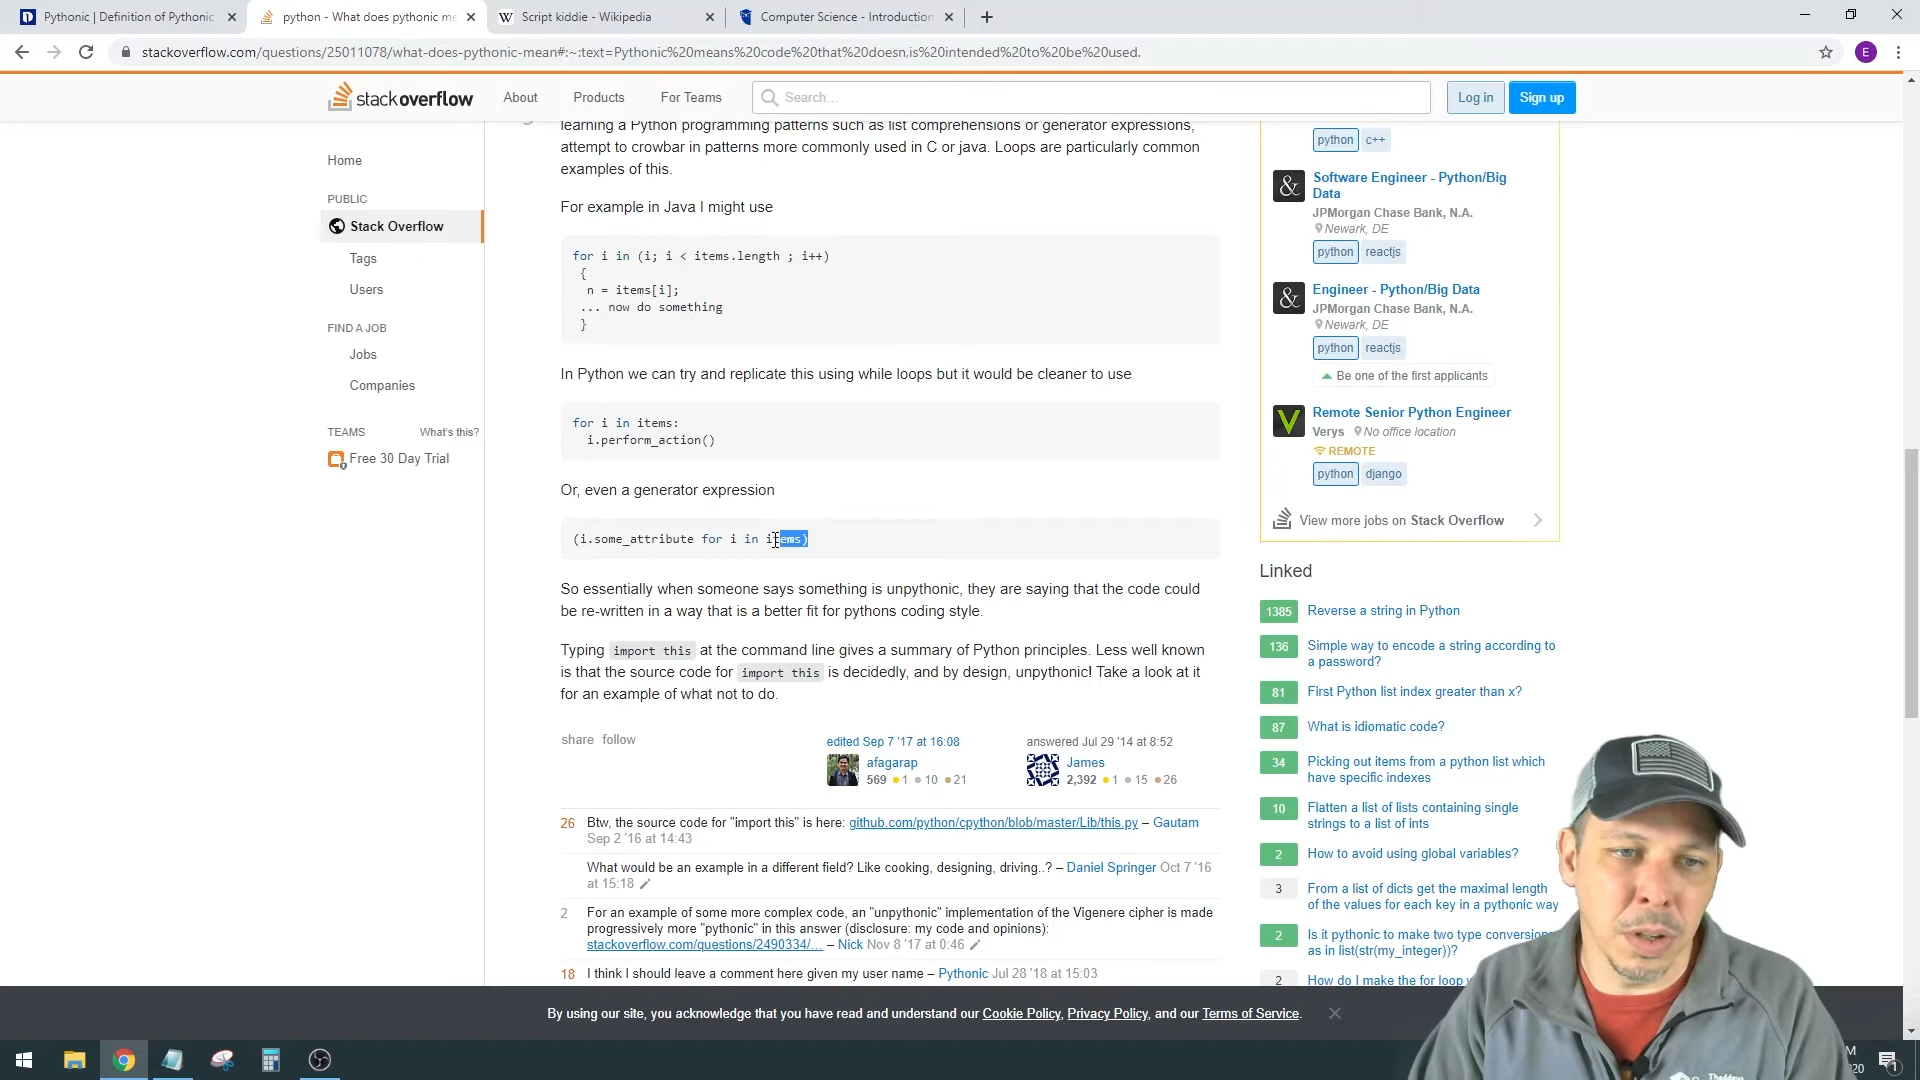 Pythonic | Definition of Pythonic
python - What does pythonic me
Script kiddie - Wikipedia
Computer Science - Introduction
stackoverflow.com/questions/25011078/what-does-pythonic-mean#:~:text=Pythonic%20means%20code%20that%20doesn,is%20intended%20to%20be%20used.
E
stackoverflow
About
Products
For Teams
Search...
Log in
Sign up
Home
PUBLIC
Stack Overflow
Tags
Users
FIND A JOB
Jobs
Companies
TEAMS
What's this?
Free 30 Day Trial
learning a Python programming patterns such as list comprehensions or generator expressions,
attempt to crowbar in patterns more commonly used in C or java. Loops are particularly common
examples of this.
For example in Java I might use
for i in (i; i < items.length ; i++)
{
n = items[i];
... now do something
}
In Python we can try and replicate this using while loops but it would be cleaner to use
for i in items:
i.perform_action()
Or, even a generator expression
(i.some_attribute for i in items)
So essentially when someone says something is unpythonic, they are saying that the code could
be re-written in a way that is a better fit for pythons coding style.
Typing import this at the command line gives a summary of Python principles. Less well known
is that the source code for import this is decidedly, and by design, unpythonic! Take a look at it
for an example of what not to do.
share follow
edited Sep 7 '17 at 16:08
afagarap
569 1 10 21
answered Jul 29 '14 at 8:52
James
2,392 1 15 26
26 Btw, the source code for "import this" is here: github.com/python/cpython/blob/master/Lib/this.py – Gautam
Sep 2 '16 at 14:43
What would be an example in a different field? Like cooking, designing, driving..? – Daniel Springer Oct 7 '16
at 15:18
2 For an example of some more complex code, an "unpythonic" implementation of the Vigenere cipher is made
progressively more "pythonic" in this answer (disclosure: my code and opinions):
stackoverflow.com/questions/2490334/... – Nick Nov 8 '17 at 0:46
18 I think I should leave a comment here given my user name – Pythonic Jul 28 '18 at 15:03
python c++
&
Software Engineer - Python/Big
Data
JPMorgan Chase Bank, N.A.
Newark, DE
python reactjs
&
Engineer - Python/Big Data
JPMorgan Chase Bank, N.A.
Newark, DE
python reactjs
Be one of the first applicants
V
Remote Senior Python Engineer
Verys No office location
REMOTE
python django
View more jobs on Stack Overflow
Linked
1385 Reverse a string in Python
136 Simple way to encode a string according to
a password?
81 First Python list index greater than x?
87 What is idiomatic code?
34 Picking out items from a python list which
have specific indexes
10 Flatten a list of lists containing single
strings to a list of ints
2 How to avoid using global variables?
3 From a list of dicts get the maximal length
of the values for each key in a pythonic way
2 Is it pythonic to make two type conversions
as in list(str(my_integer))?
2 How do I make the for loop
By using our site, you acknowledge that you have read and understand our Cookie Policy, Privacy Policy, and our Terms of Service.
M
20
1